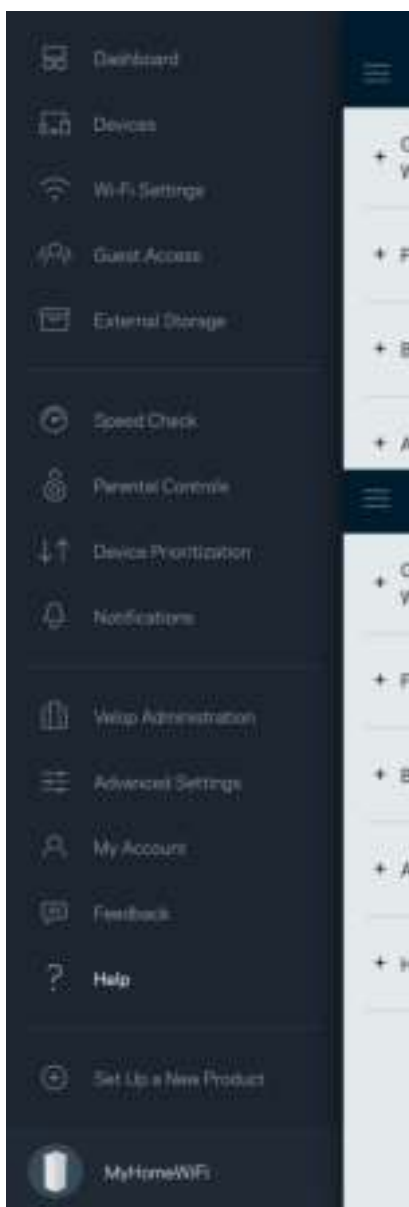 Dashboard
Devices
Wi-Fi Settings
Guest Access
External Storage
Speed Check
Parental Controls
Device Prioritization
Notifications
Velop Administration
Advanced Settings
My Account
Feedback
Help
Set Up a New Product
MyHomeWiFi